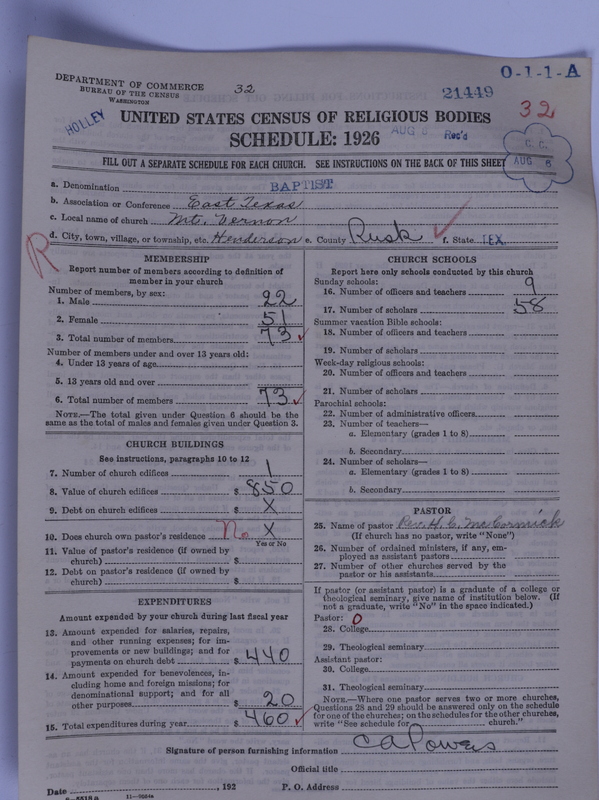 O-1-1-A
DEPARTMENT OF COMMERCE
BUREAU OF THE CENSUS
WASHINGTON
32
21449
32
HOLLEY
UNITED STATES CENSUS OF RELIGIOUS BODIES
SCHEDULE: 1926
AUG 6 Rec'd
C. C.
AUG 6
FILL OUT A SEPARATE SCHEDULE FOR EACH CHURCH. SEE INSTRUCTIONS ON THE BACK OF THIS SHEET
a. Denomination BAPTIST
b. Association or Conference East Texas
c. Local name of church Mt. Vernon
d. City, town, village, or township, etc. Henderson e. County Rusk f. State TEX.
R
MEMBERSHIP
Report number of members according to definition of
member in your church
Number of members, by sex:
1. Male 22
2. Female 51
3. Total number of members 73
Number of members under and over 13 years old:
4. Under 13 years of age
5. 13 years old and over
6. Total number of members 73
NOTE.—The total given under Question 6 should be the
same as the total of males and females given under Question 3.
CHURCH BUILDINGS
See instructions, paragraphs 10 to 12
7. Number of church edifices 1
8. Value of church edifices $ 850
9. Debt on church edifices $ X
10. Does church own pastor's residence No X
Yes or No
11. Value of pastor's residence (if owned by
church) $
12. Debt on pastor's residence (if owned by
church) $
EXPENDITURES
Amount expended by your church during last fiscal year
13. Amount expended for salaries, repairs,
and other running expenses; for im-
provements or new buildings; and for
payments on church debt $ 440
14. Amount expended for benevolences, in-
cluding home and foreign missions; for
denominational support; and for all
other purposes $ 20
15. Total expenditures during year $ 460
CHURCH SCHOOLS
Report here only schools conducted by this church
Sunday schools:
16. Number of officers and teachers 9
17. Number of scholars 58
Summer vacation Bible schools:
18. Number of officers and teachers
19. Number of scholars
Week-day religious schools:
20. Number of officers and teachers
21. Number of scholars
Parochial schools:
22. Number of administrative officers
23. Number of teachers—
a. Elementary (grades 1 to 8)
b. Secondary
24. Number of scholars—
a. Elementary (grades 1 to 8)
b. Secondary
PASTOR
25. Name of pastor Rev. H. C. McCormick
(If church has no pastor, write "None")
26. Number of ordained ministers, if any, em-
ployed as assistant pastors
27. Number of other churches served by the
pastor or his assistants
If pastor (or assistant pastor) is a graduate of a college or
theological seminary, give name of institution below. (If
not a graduate, write "No" in the space indicated.)
Pastor: 0
28. College
29. Theological seminary
Assistant pastor:
30. College
31. Theological seminary
NOTE.—Where one pastor serves two or more churches,
Questions 28 and 29 should be answered only on the schedule
for one of the churches; on the schedules for the other churches,
write "See schedule for church."
Signature of person furnishing information C A Powers
Official title
Date , 192 P. O. Address
8-5518a 11-9054a